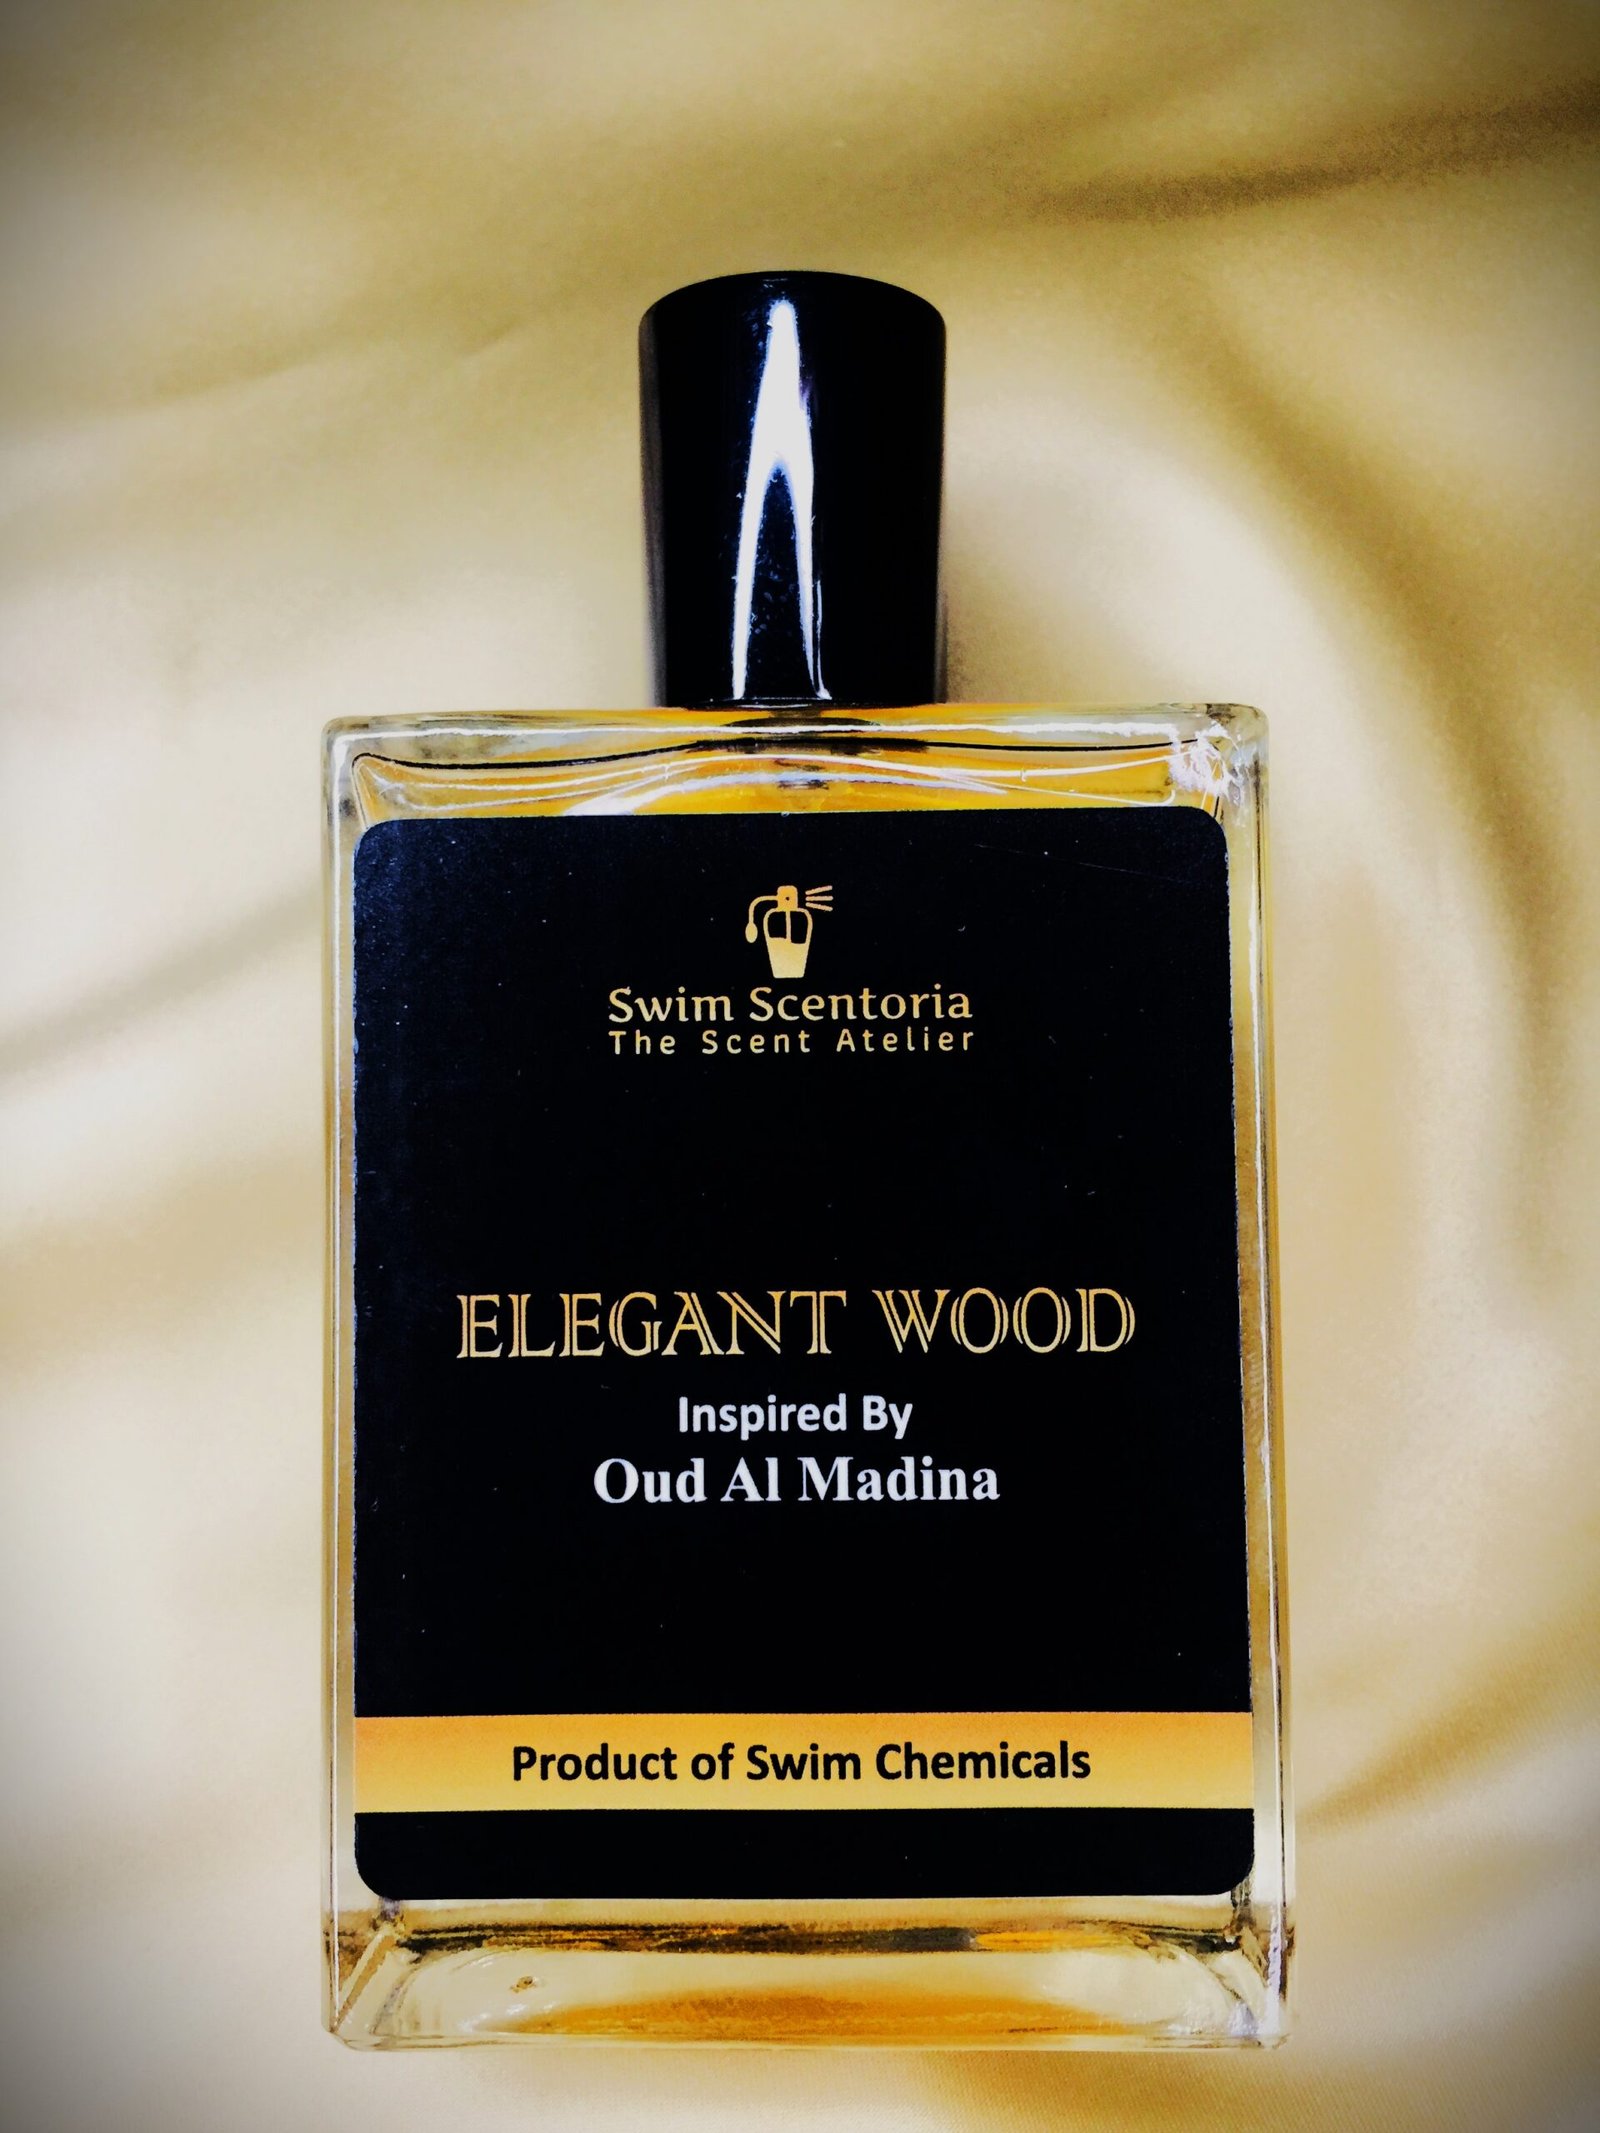 Swim Scentoria
The Scent Atelier
ELEGANT WOOD
Inspired By
Oud Al Madina
Product of Swim Chemicals